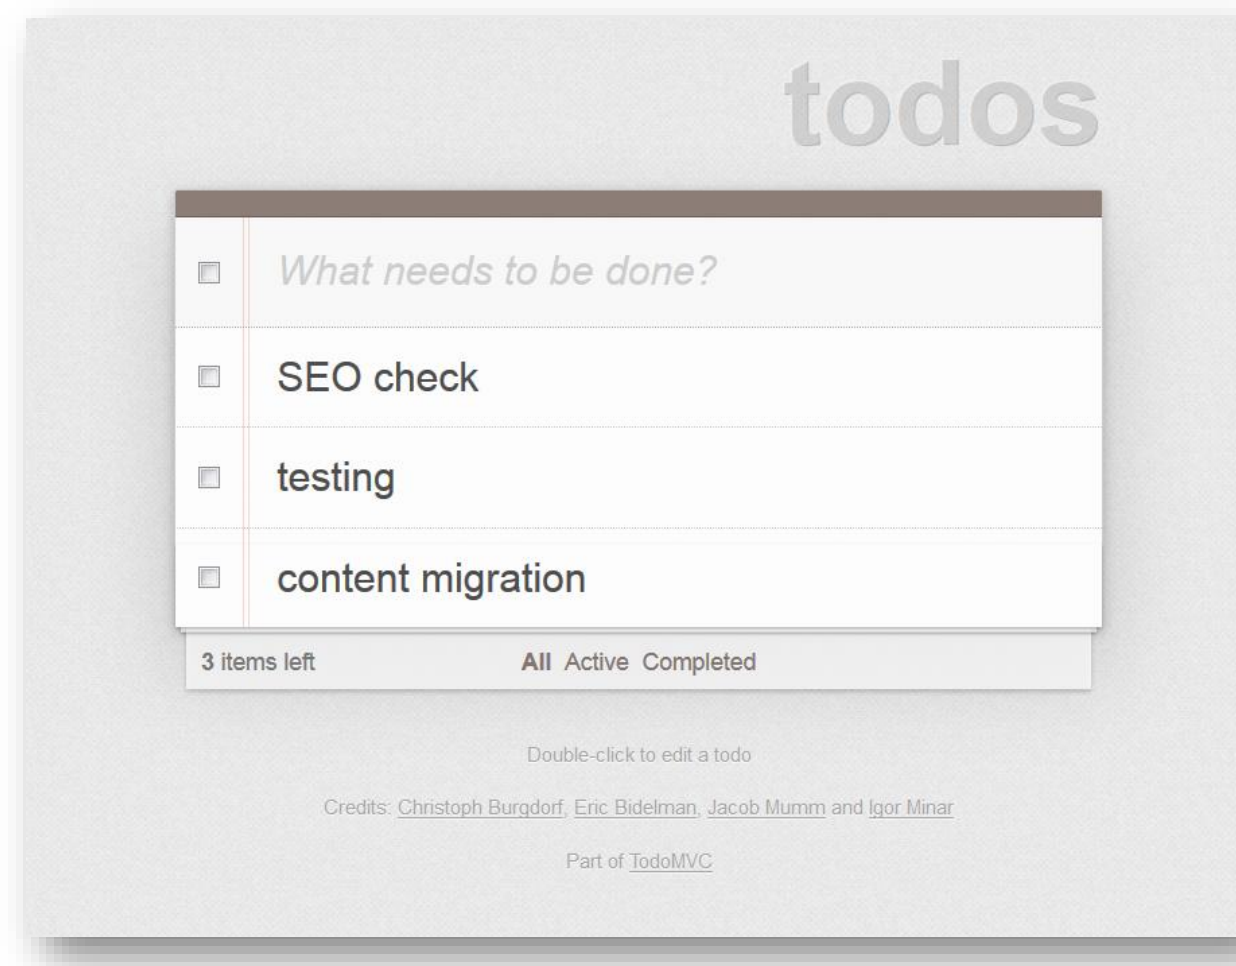 todos
What needs to be done?
SEO check
testing
content migration
3 items left All Active Completed
Double-click to edit a todo
Credits: Christoph Burgdorf, Eric Bidelman, Jacob Mumm and Igor Minar
Part of TodoMVC